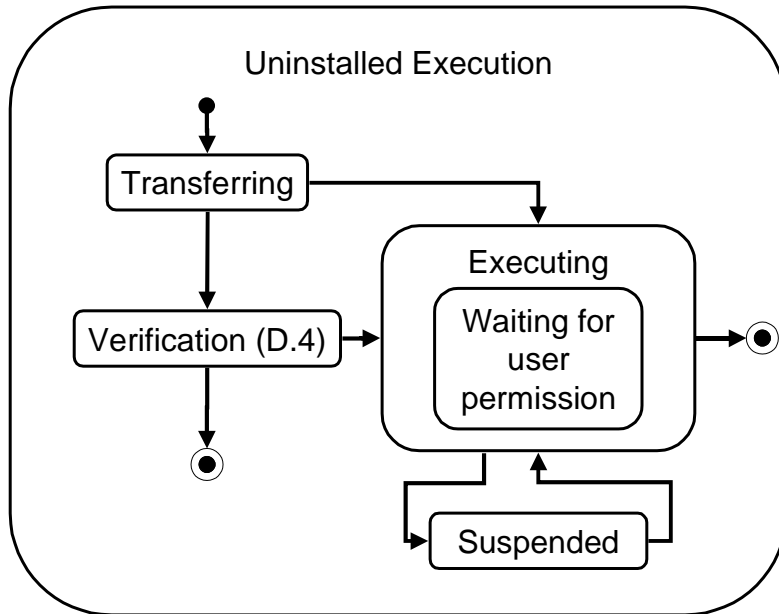 Uninstalled Execution
Transferring
Executing
Verification (D.4)
Waiting for
user
permission
Suspended